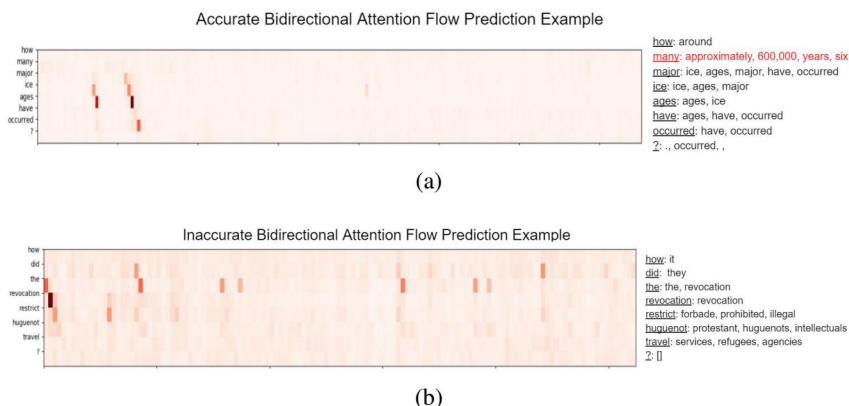 Accurate Bidirectional Attention Flow Prediction Example
how
many
major
ice
ages
have
occurred
?
how: around
many: approximately, 600,000, years, six
major: ice, ages, major, have, occurred
ice: ice, ages, major
ages: ages, ice
have: ages, have, occurred
occurred: have, occurred
?: ., occurred, ,
(a)
Inaccurate Bidirectional Attention Flow Prediction Example
how
did
the
revocation
restrict
huguenot
travel
?
how: it
did: they
the: the, revocation
revocation: revocation
restrict: forbade, prohibited, illegal
huguenot: protestant, huguenots, intellectuals
travel: services, refugees, agencies
?: []
(b)